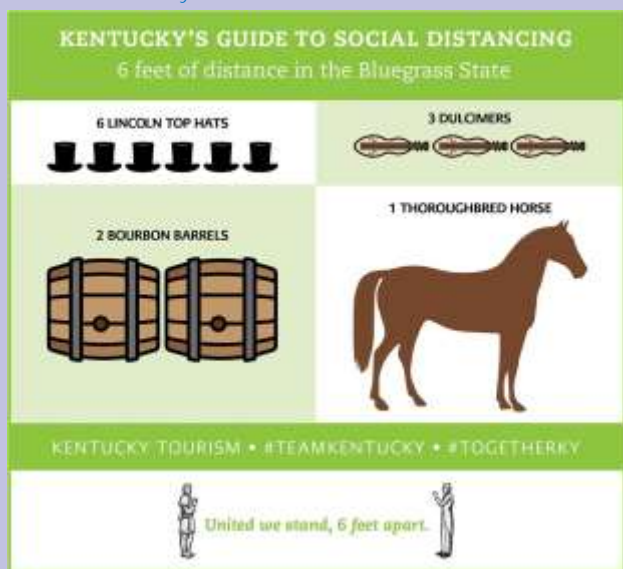 KENTUCKY'S GUIDE TO SOCIAL DISTANCING
6 feet of distance in the Bluegrass State
6 LINCOLN TOP HATS
3 DULCIMERS
2 BOURBON BARRELS
1 THOROUGHBRED HORSE
KENTUCKY TOURISM • #TEAMKENTUCKY • #TOGETHERKY
United we stand, 6 feet apart.